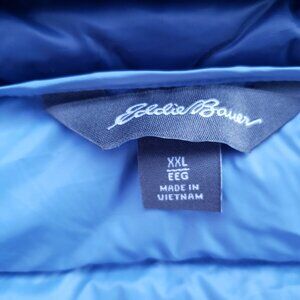 Eddie Bauer
XXL
EEG
MADE IN
VIETNAM